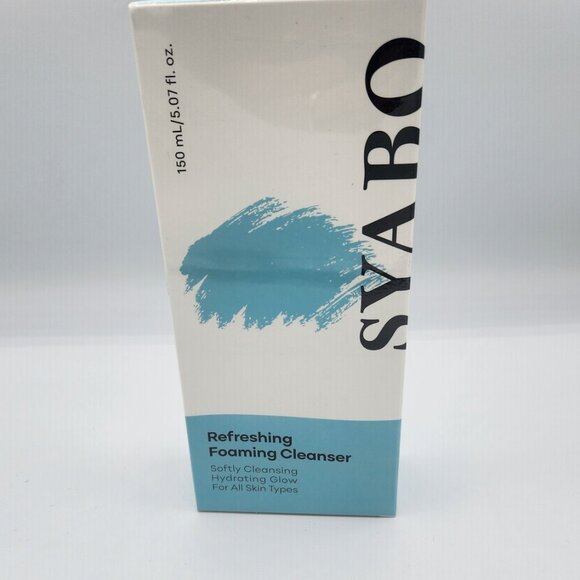 150 mL/5.07 fl. oz.
SYABO
Refreshing
Foaming Cleanser
Softly Cleansing
Hydrating Glow
For All Skin Types